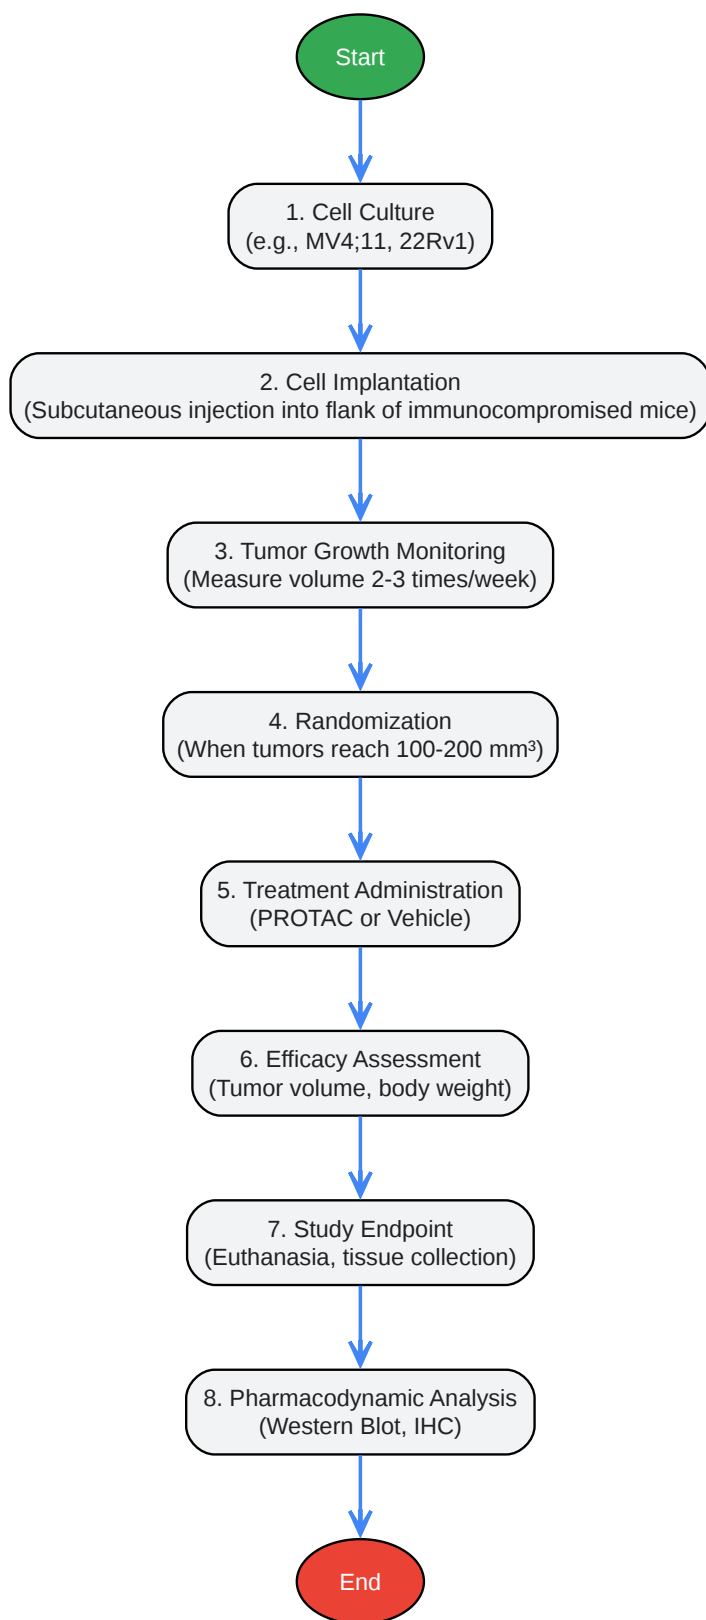 Start
1. Cell Culture
(e.g., MV4;11, 22Rv1)
2. Cell Implantation
(Subcutaneous injection into flank of immunocompromised mice)
3. Tumor Growth Monitoring
(Measure volume 2-3 times/week)
4. Randomization
(When tumors reach 100-200 mm³)
5. Treatment Administration
(PROTAC or Vehicle)
6. Efficacy Assessment
(Tumor volume, body weight)
7. Study Endpoint
(Euthanasia, tissue collection)
8. Pharmacodynamic Analysis
(Western Blot, IHC)
End